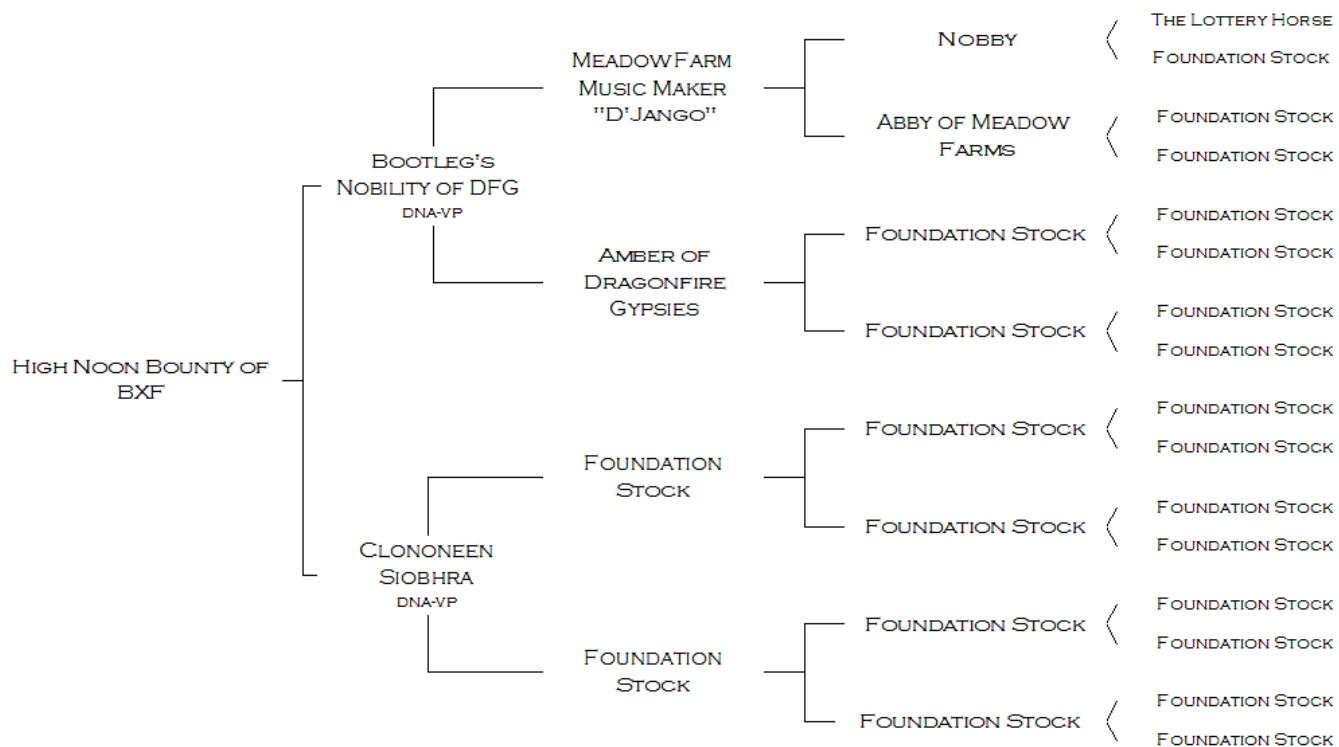 The Lottery Horse
Nobby
Foundation Stock
Meadow Farm
Music Maker
"D'Jango"
Foundation Stock
Abby of Meadow
Farms
Foundation Stock
Bootleg's
Nobility of DFG
DNA-VP
Foundation Stock
Foundation Stock
Foundation Stock
Amber of
Dragonfire
Gypsies
Foundation Stock
Foundation Stock
Foundation Stock
High Noon Bounty of
BXF
Foundation Stock
Foundation Stock
Foundation Stock
Foundation
Stock
Foundation Stock
Foundation Stock
Foundation Stock
Clononeen
Siobhra
DNA-VP
Foundation Stock
Foundation Stock
Foundation Stock
Foundation
Stock
Foundation Stock
Foundation Stock
Foundation Stock